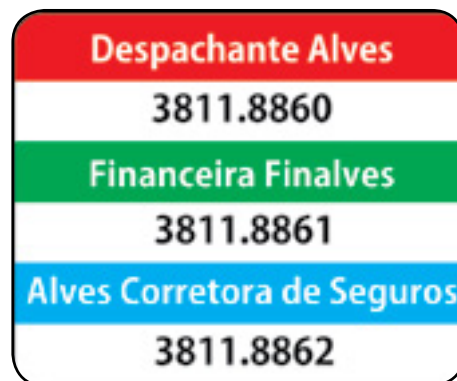 Despachante Alves
3811.8860
Financeira Finalves
3811.8861
Alves Corretora de Seguros
3811.8862